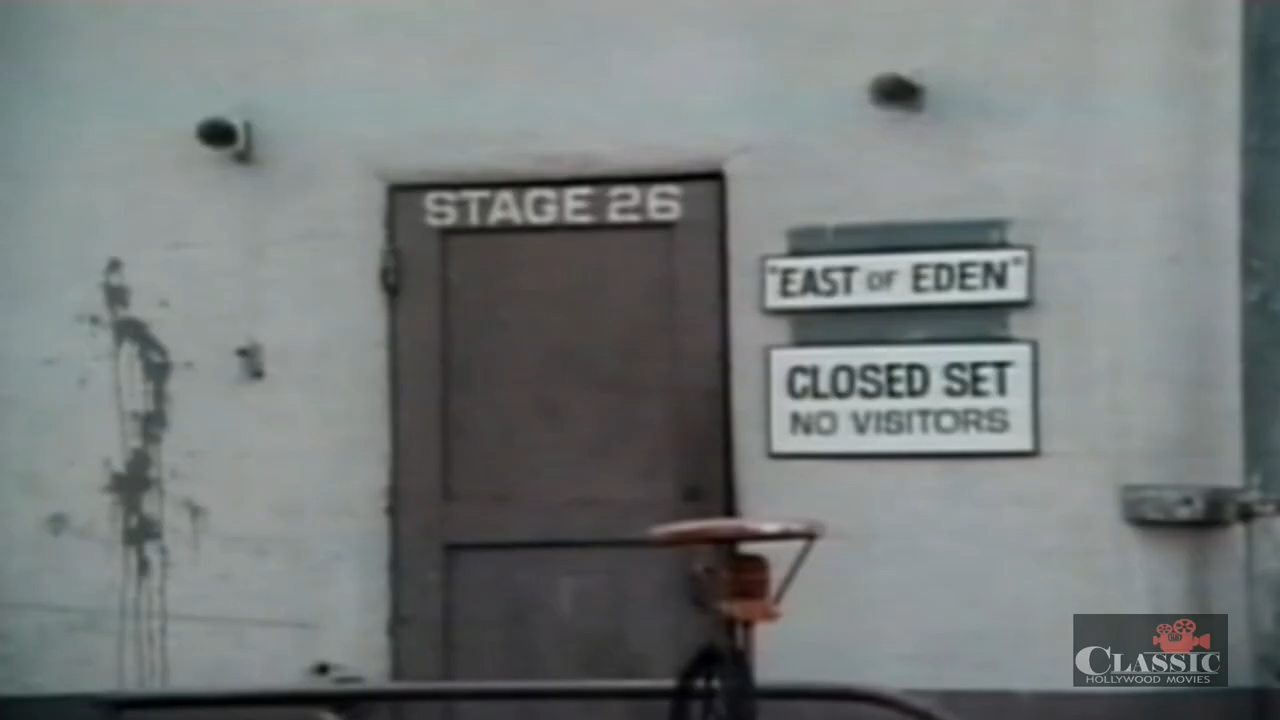 STAGE 26
"EAST OF EDEN"
CLOSED SET
NO VISITORS
CLASSIC
HOLLYWOOD MOVIES